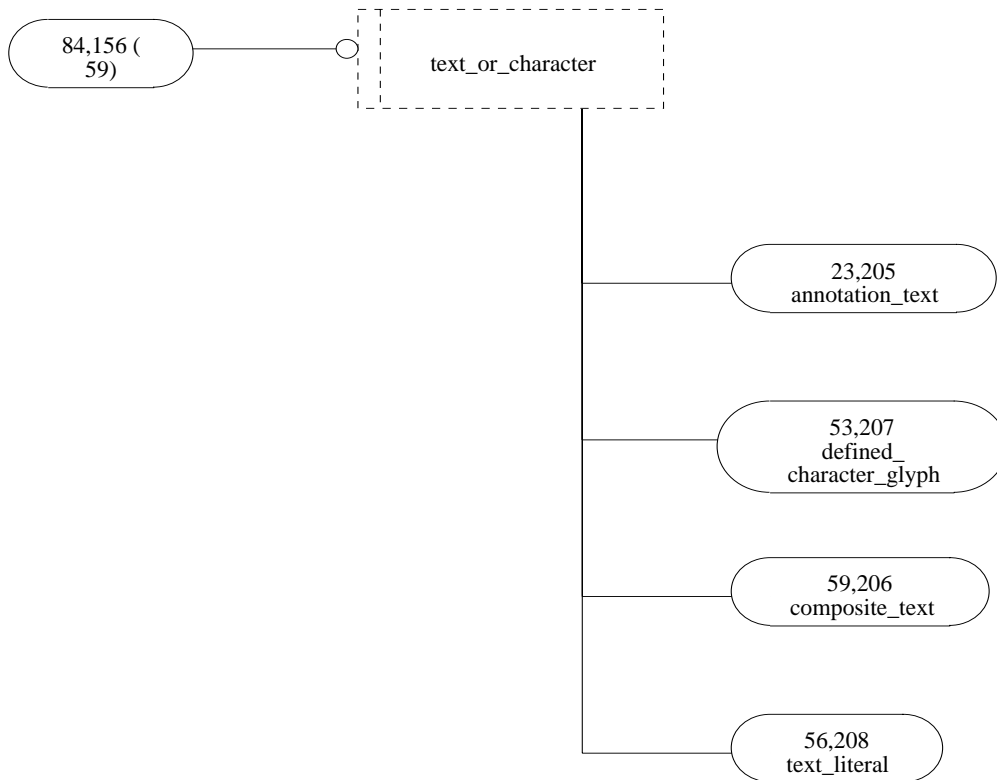 84,156 (
59)
text_or_character
23,205
annotation_text
53,207
defined_
character_glyph
59,206
composite_text
56,208
text_literal